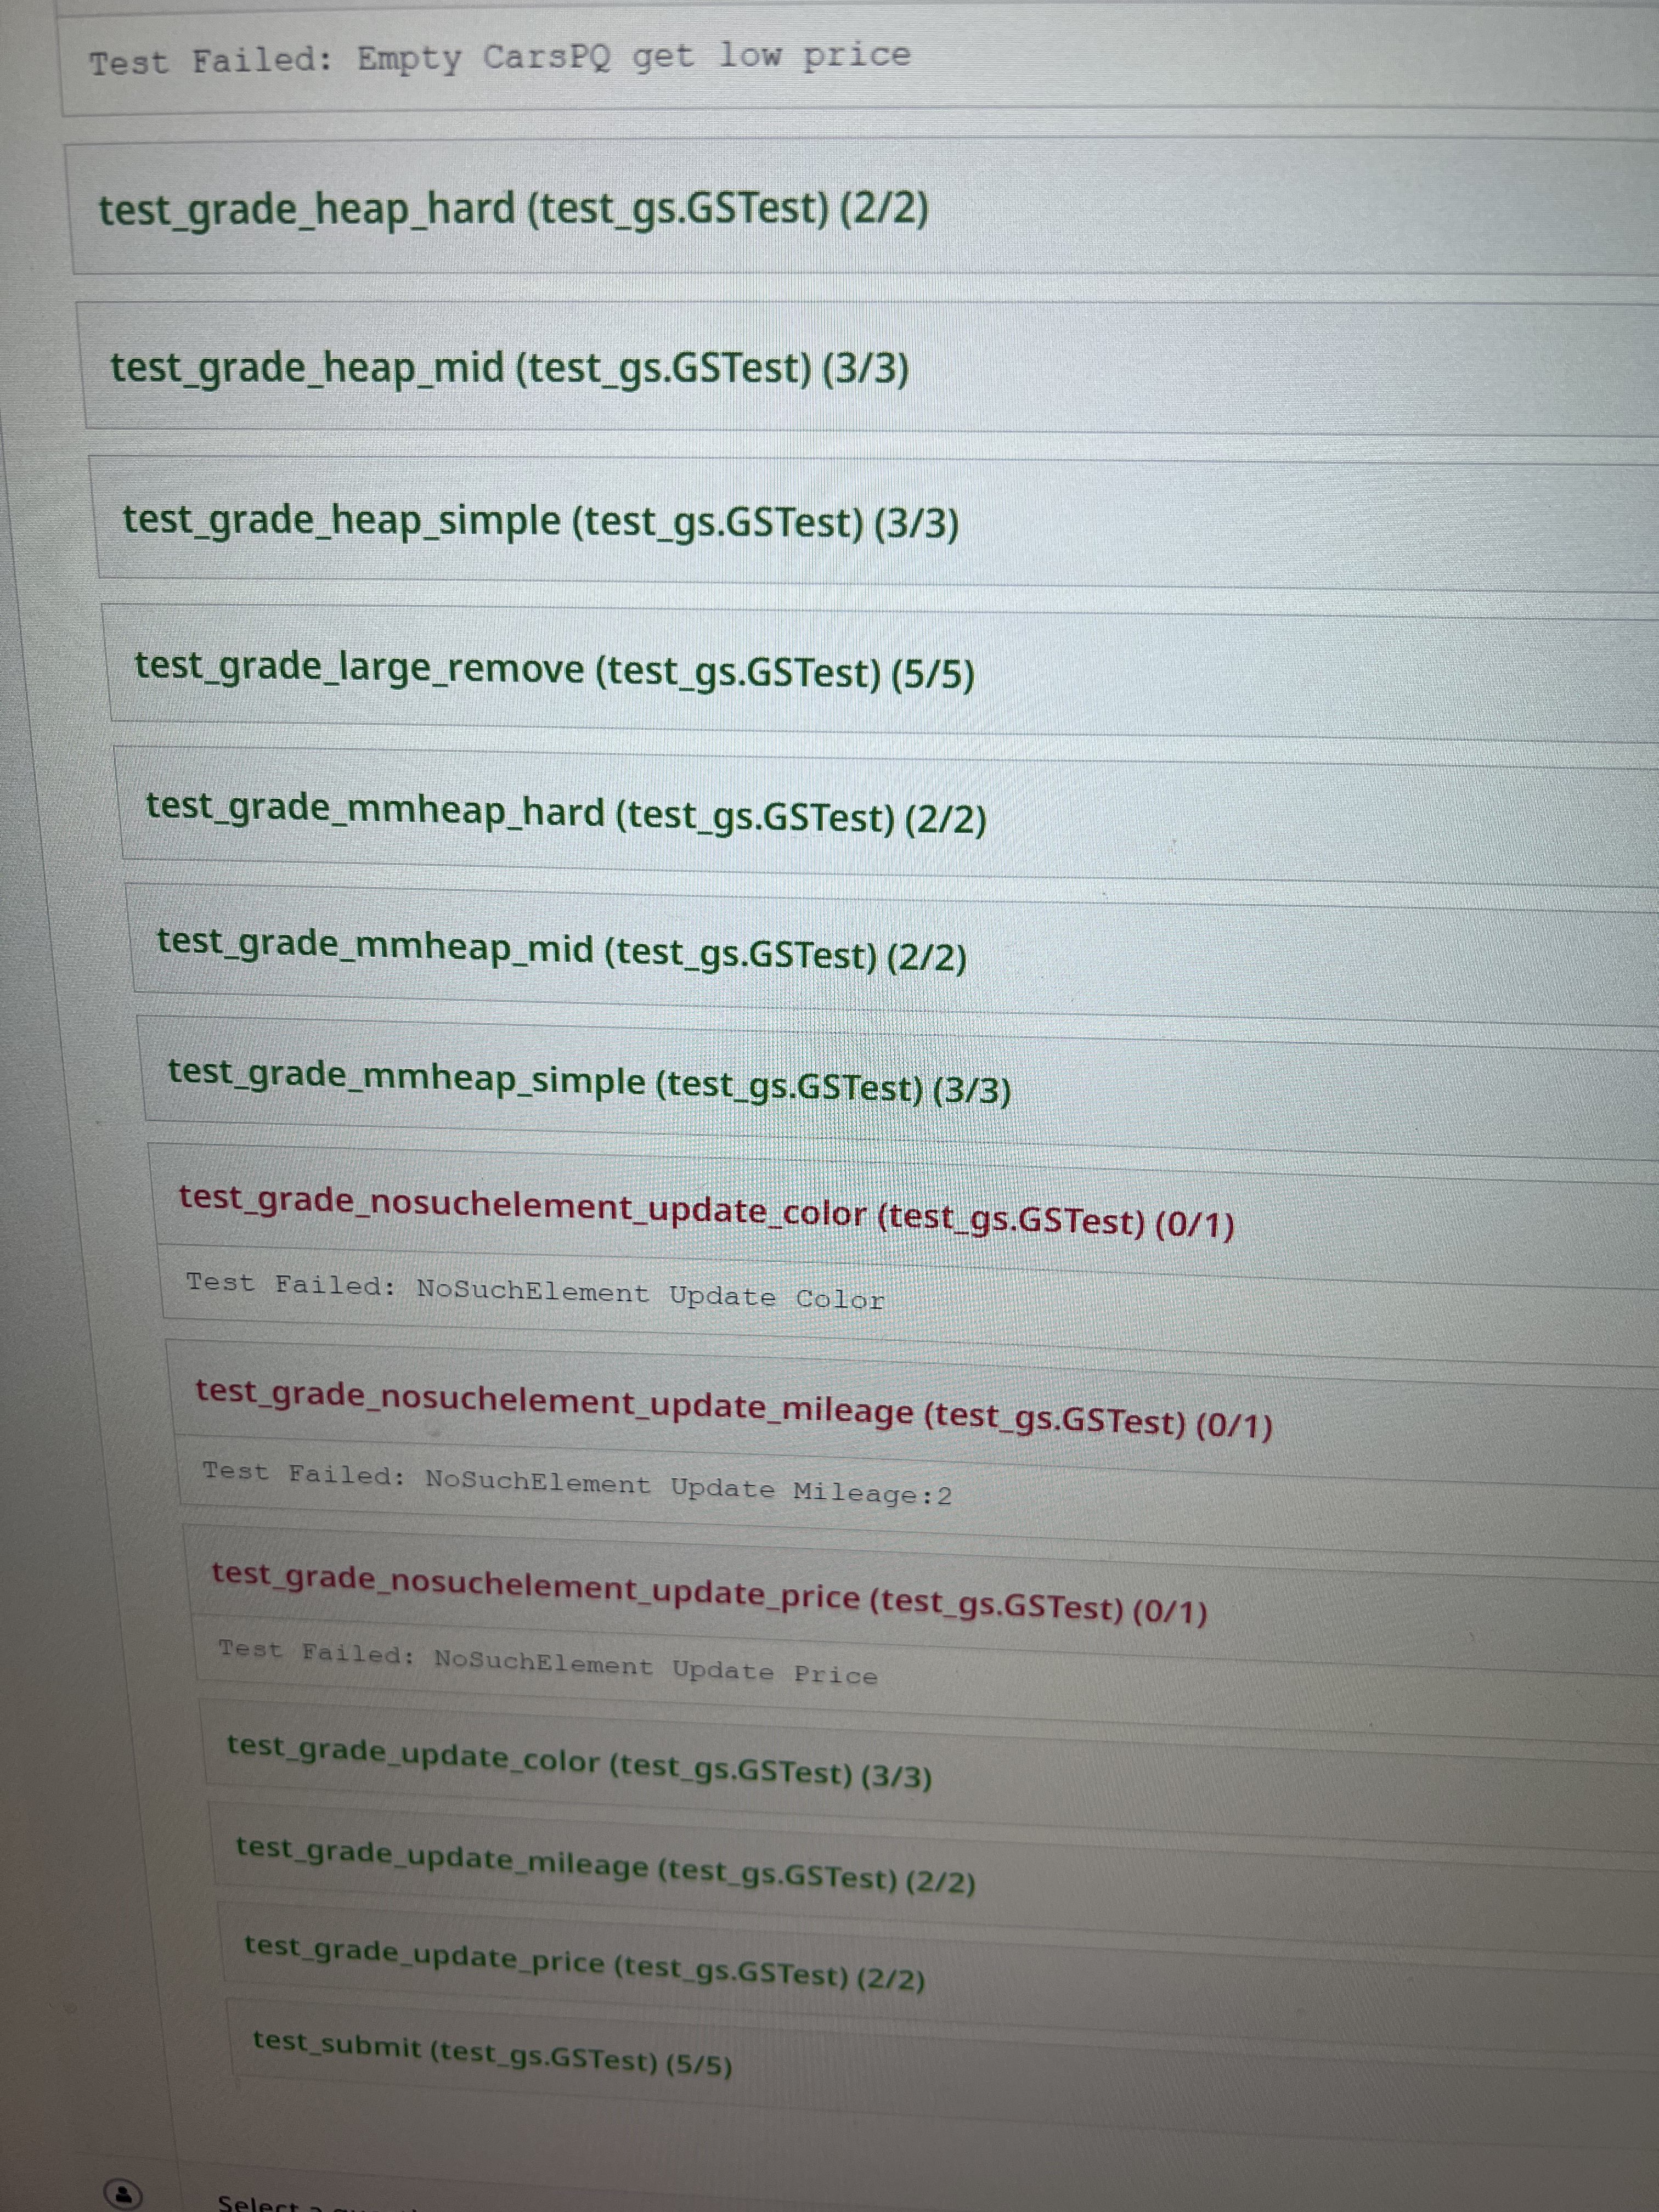 Test Failed: Empty CarsPQ get low price
test_grade_heap_hard (test_gs.GSTest) (2/2)
test_grade_heap_mid (test_gs.GSTest) (3/3)
test_grade_heap_simple (test_gs.GSTest) (3/3)
test_grade_large_remove (test_gs.GSTest) (5/5)
test_grade_mmheap_hard (test_gs.GSTest) (2/2)
test_grade_mmheap_mid (test_gs.GSTest) (2/2)
test_grade_mmheap_simple (test_gs.GSTest) (3/3)
test_grade_nosuchelement_update_color (test_gs.GSTest) (0/1)
Test Failed: NoSuchElement Update Color
test_grade_nosuchelement_update_mileage (test_gs.GSTest) (0/1)
Test Failed: NoSuchElement Update Mileage:2
test_grade_nosuchelement_update_price (test_gs.GSTest) (0/1)
Test Failed: NoSuchElement Update Price
test_grade_update_color (test_gs.GSTest) (3/3)
test_grade_update_mileage (test_gs.GSTest) (2/2)
test_grade_update_price (test_gs.GSTest) (2/2)
test_submit (test_gs.GSTest) (5/5)
Select a